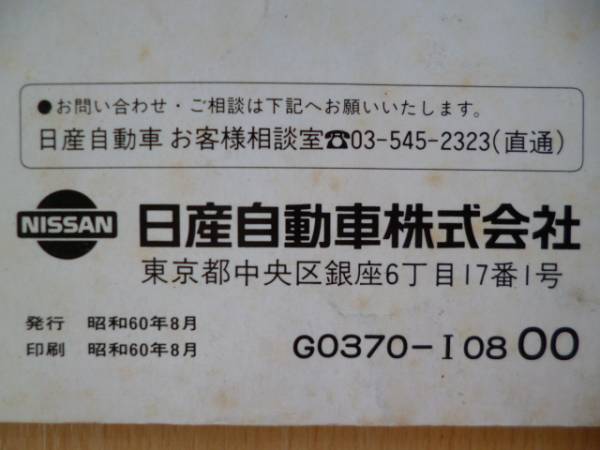 ●お問い合わせ・ご相談は下記へお願いいたします。
日産自動車 お客様相談室☎03-545-2323(直通)
NISSAN 日産自動車株式会社
東京都中央区銀座6丁目17番1号
発行 昭和60年8月
印刷 昭和60年8月
G0370-I08 00